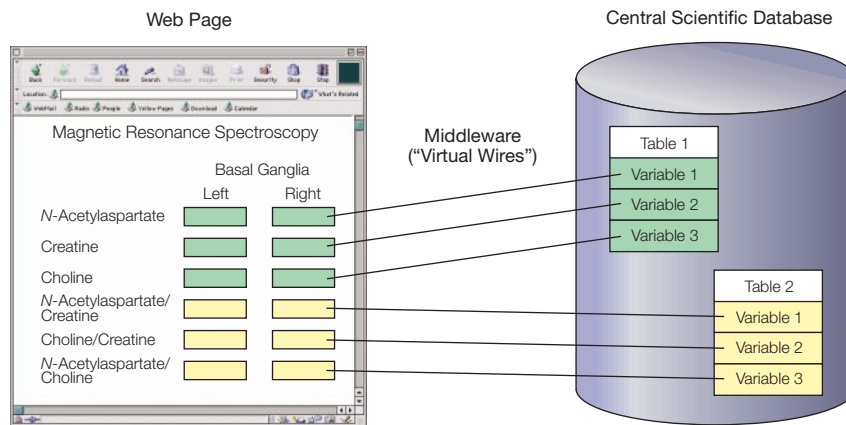 Web Page
Central Scientific Database
Back Forward Reload Home Search Netscape Images Print Security Shop Stop
Location: What's Related
WebMail Radio People Yellow Pages Download Calendar
Magnetic Resonance Spectroscopy
Basal Ganglia
Left Right
N-Acetylaspartate
Creatine
Choline
N-Acetylaspartate/
Creatine
Choline/Creatine
N-Acetylaspartate/
Choline
Middleware
("Virtual Wires")
Table 1
Variable 1
Variable 2
Variable 3
Table 2
Variable 1
Variable 2
Variable 3